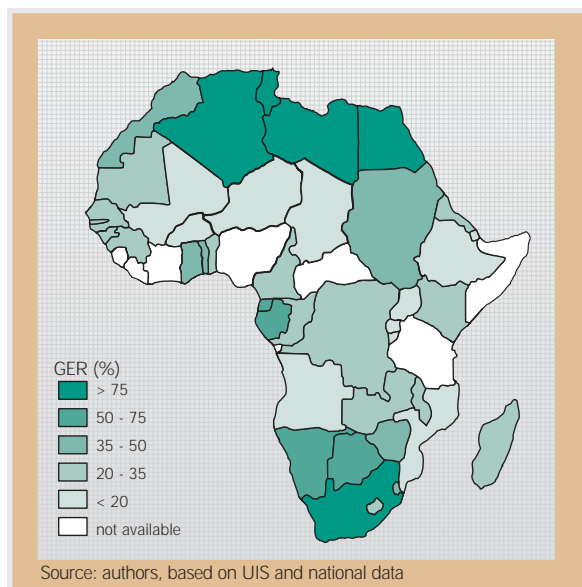 GER (%)
> 75
50 - 75
35 - 50
20 - 35
< 20
not available
Source: authors, based on UIS and national data